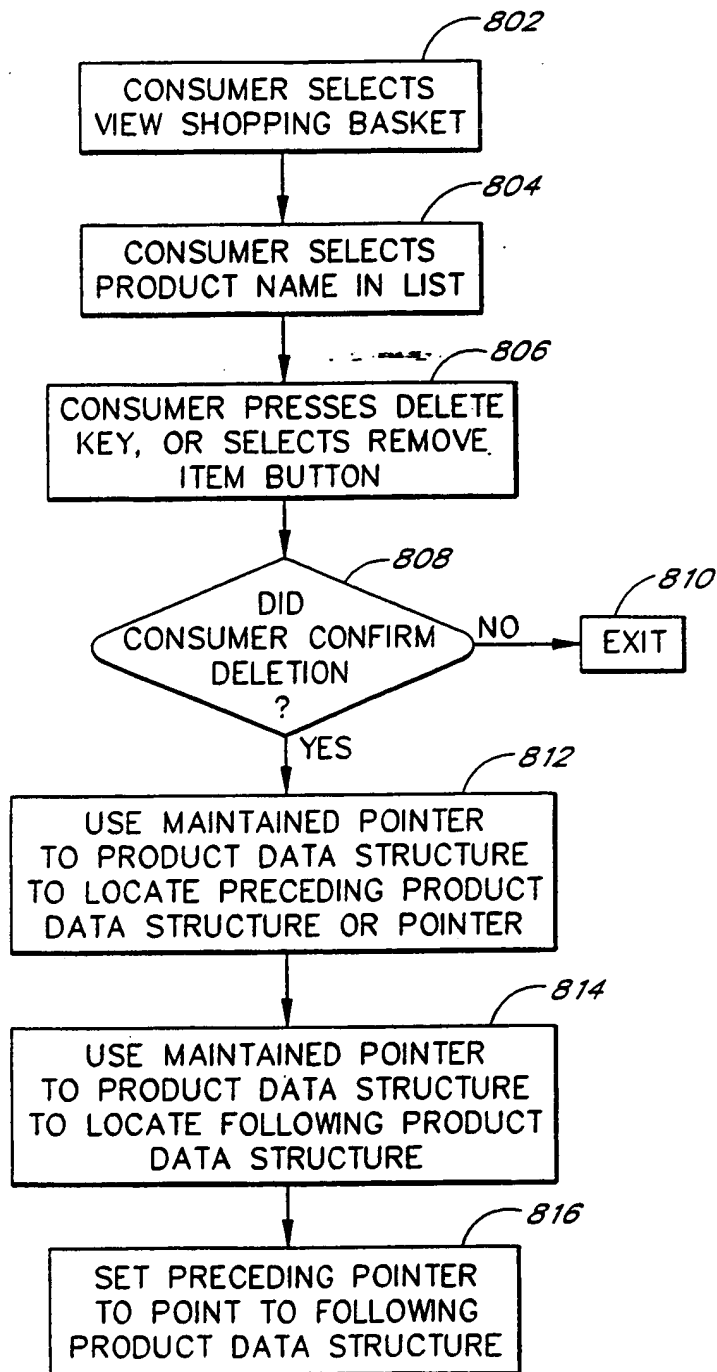 802
CONSUMER SELECTS
VIEW SHOPPING BASKET
804
CONSUMER SELECTS
PRODUCT NAME IN LIST
806
CONSUMER PRESSES DELETE
KEY, OR SELECTS REMOVE
ITEM BUTTON
808
DID
CONSUMER CONFIRM
DELETION
?
NO
810
EXIT
YES
812
USE MAINTAINED POINTER
TO PRODUCT DATA STRUCTURE
TO LOCATE PRECEDING PRODUCT
DATA STRUCTURE OR POINTER
814
USE MAINTAINED POINTER
TO PRODUCT DATA STRUCTURE
TO LOCATE FOLLOWING PRODUCT
DATA STRUCTURE
816
SET PRECEDING POINTER
TO POINT TO FOLLOWING
PRODUCT DATA STRUCTURE